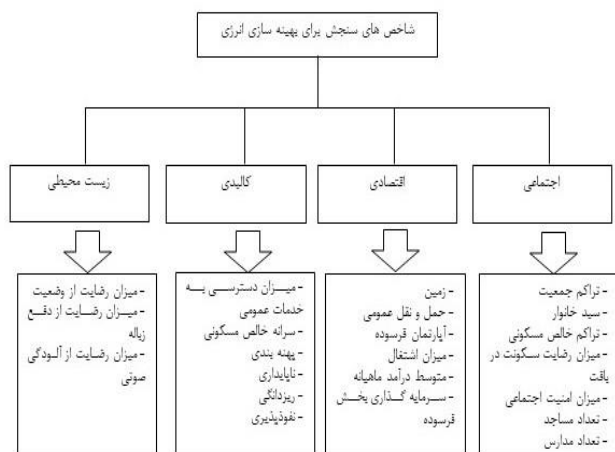 شاخص های سنجش برای بهینه سازی انرژی
اجتماعی
اقتصادی
کالبدی
زیست محیطی
- تراکم جمعیت
- سبد خانوار
- تراکم خالص مسکونی
- میزان رضایت سکونت در
بافت
- میزان امنیت اجتماعی
- تعداد مساجد
- تعداد مدارس
- زمین
- حمل و نقل عمومی
- آپارتمان فرسوده
- میزان اشتغال
- متوسط درآمد ماهیانه
- سرمایه گذاری بخش
فرسوده
- میزان دسترسی به
خدمات عمومی
- سرانه خالص مسکونی
- پهنه بندی
- ناپایداری
- ریزدانگی
- نفوذپذیری
- میزان رضایت از وضعیت
- میزان رضایت از دفع
زباله
- میزان رضایت از آلودگی
صوتی